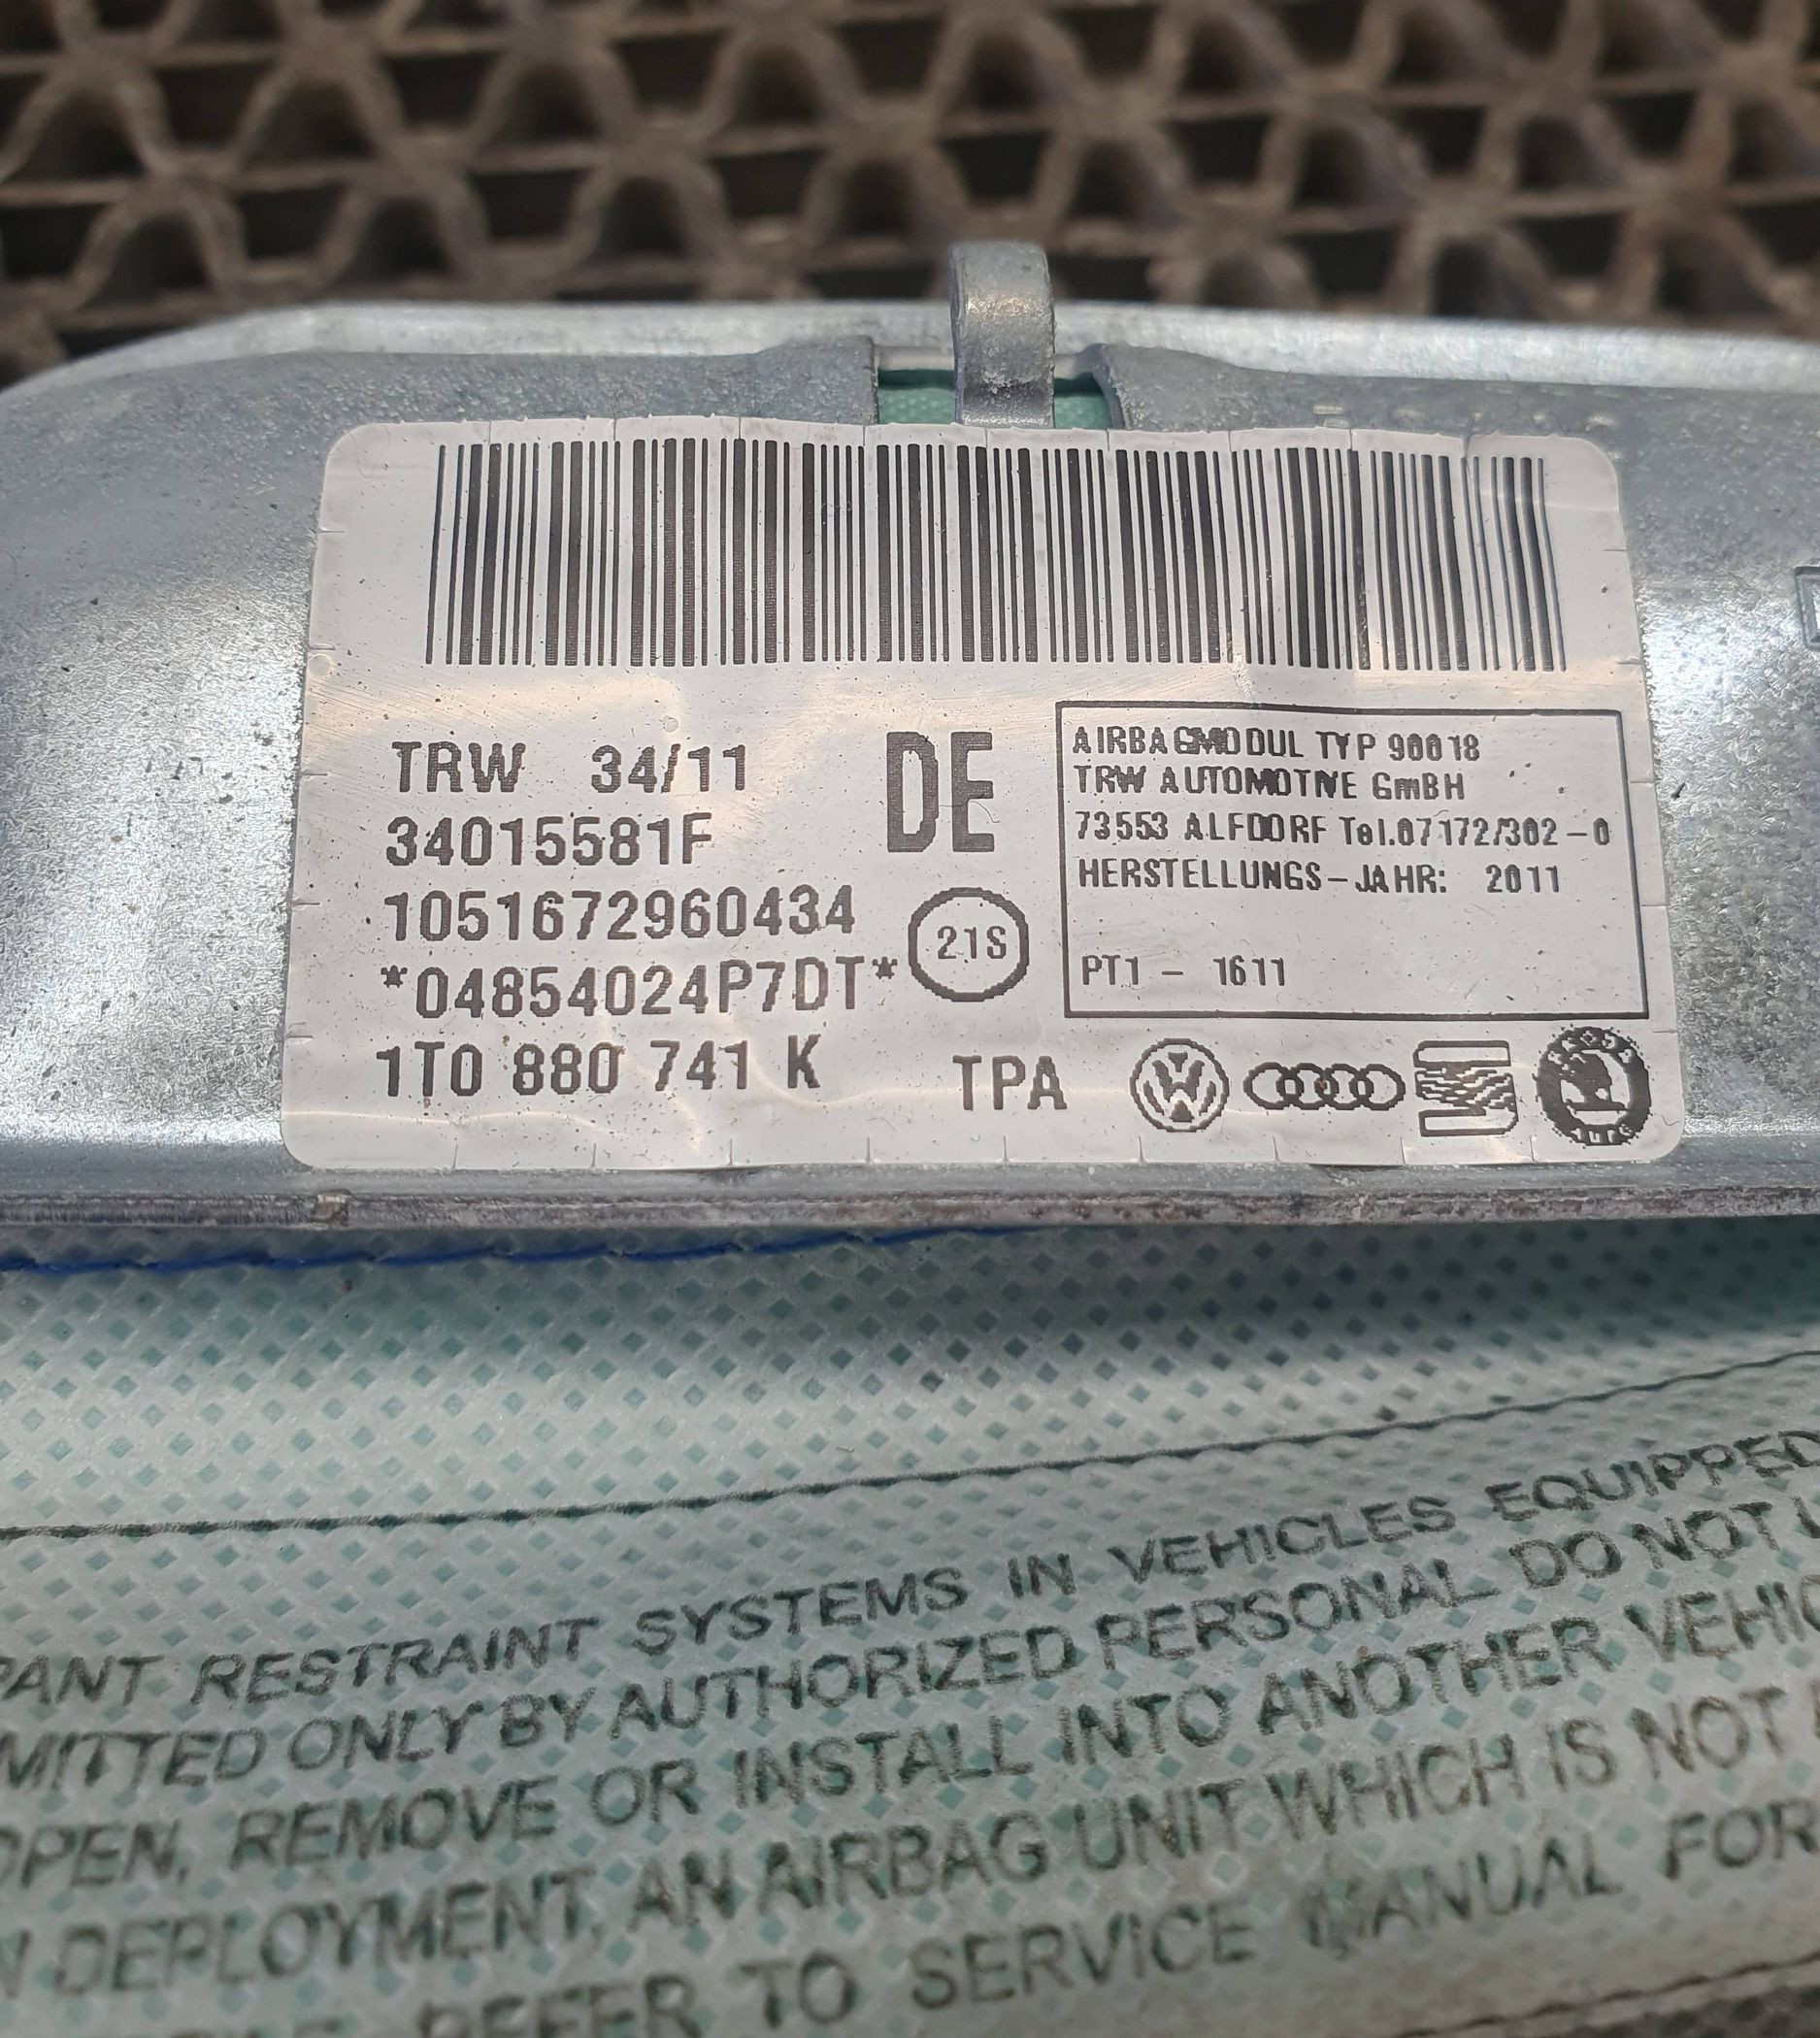 TRW 34/11
34015581F
1051672960434
*04854024P7DT*
1T0 880 741 K
DE
21S
TPA
AIRBAGMODUL TYP 90018
TRW AUTOMOTIVE GmBH
73553 ALFDORF Tel.07172/302-0
HERSTELLUNGS-JAHR: 2011
PT1 - 1611
RESTRAINT SYSTEMS IN VEHICLES EQUIPPED
ONLY BY AUTHORIZED PERSONAL DO NOT
OPEN, REMOVE OR INSTALL INTO ANOTHER
DEPLOYMENT, AN AIRBAG UNIT WHICH IS NOT
REFER TO SERVICE MANUAL FOR